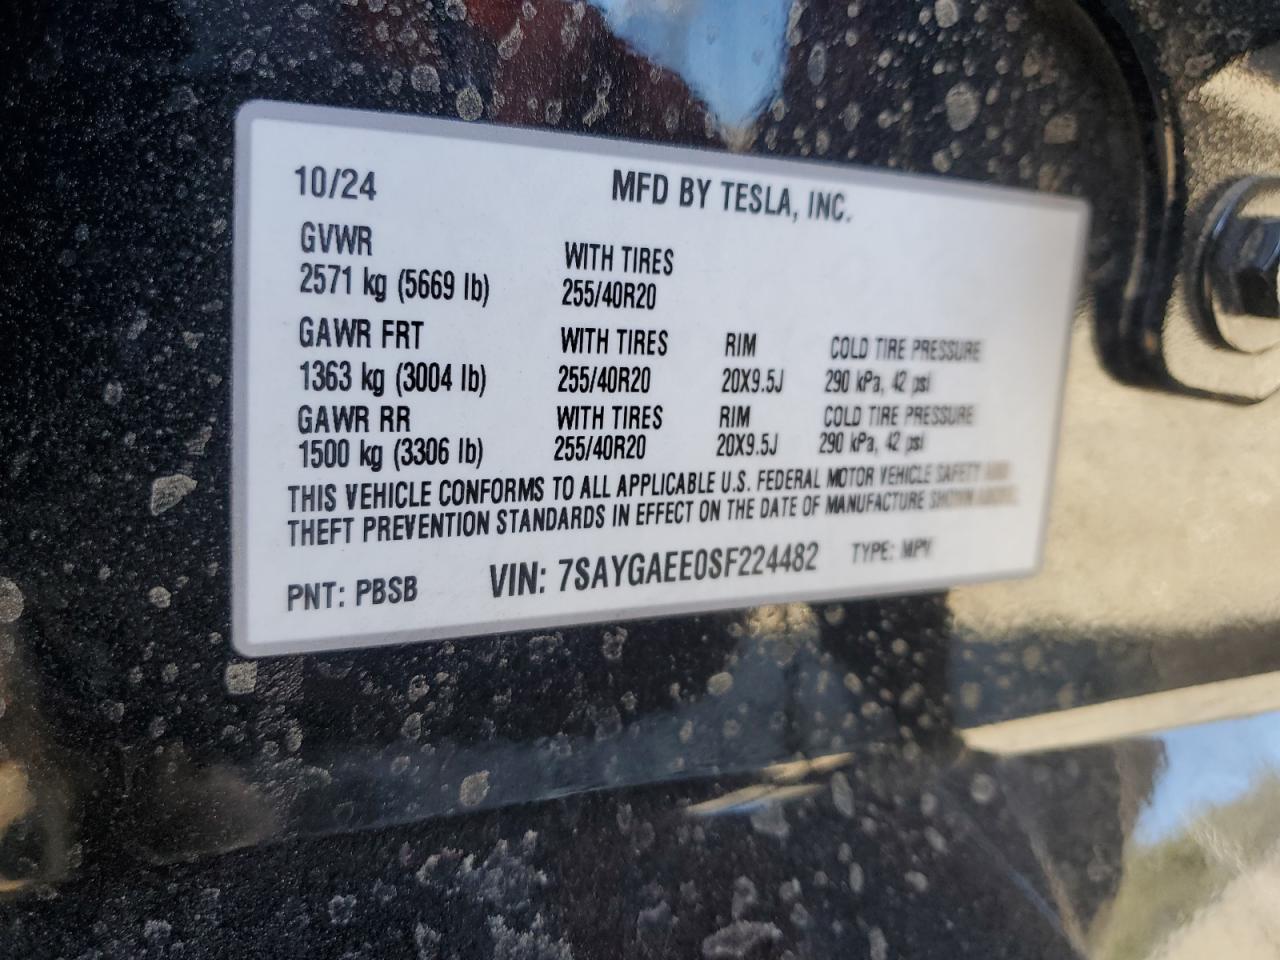 10/24 MFD BY TESLA, INC.
GVWR WITH TIRES
2571 kg (5669 lb) 255/40R20
GAWR FRT WITH TIRES RIM COLD TIRE PRESSURE
1363 kg (3004 lb) 255/40R20 20X9.5J 290 kPa, 42 psi
GAWR RR WITH TIRES RIM COLD TIRE PRESSURE
1500 kg (3306 lb) 255/40R20 20X9.5J 290 kPa, 42 psi
THIS VEHICLE CONFORMS TO ALL APPLICABLE U.S. FEDERAL MOTOR VEHICLE SAFETY AND
THEFT PREVENTION STANDARDS IN EFFECT ON THE DATE OF MANUFACTURE SHOWN ABOVE.
PNT: PBSB VIN: 7SAYGAEE0SF224482 TYPE: MPV